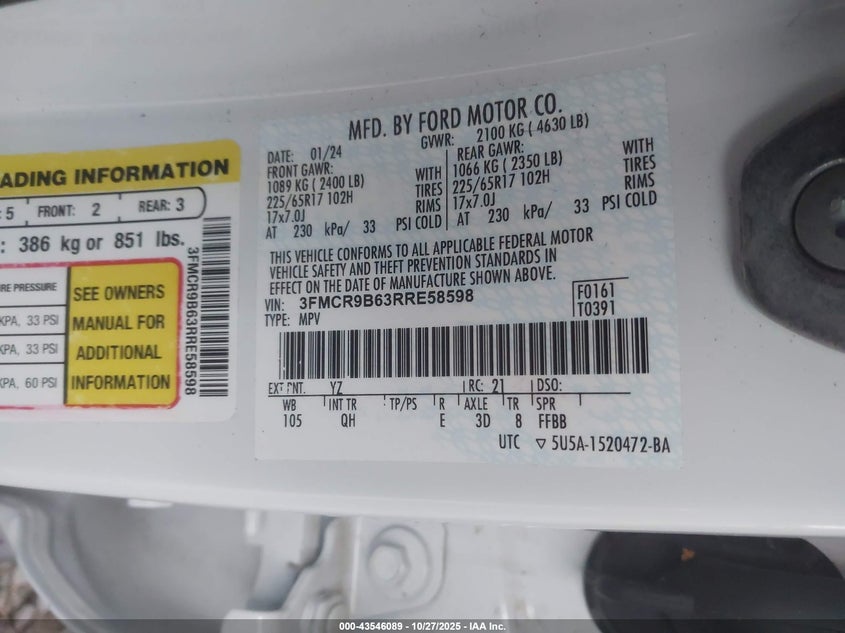 MFD. BY FORD MOTOR CO.
DATE: 01/24
GVWR: 2100 KG ( 4630 LB)
FRONT GAWR: WITH
1089 KG ( 2400 LB) TIRES
225/65R17 102H RIMS
17x7.0J
AT 230 kPa/ 33 PSI COLD
REAR GAWR: WITH
1066 KG ( 2350 LB) TIRES
225/65R17 102H RIMS
17x7.0J
AT 230 kPa/ 33 PSI COLD
THIS VEHICLE CONFORMS TO ALL APPLICABLE FEDERAL MOTOR
VEHICLE SAFETY AND THEFT PREVENTION STANDARDS IN
EFFECT ON THE DATE OF MANUFACTURE SHOWN ABOVE.
VIN: 3FMCR9B63RRE58598
TYPE: MPV
F0161
T0391
EXT PNT: YZ RC: 21 DSO:
WB INT TR TP/PS R AXLE TR SPR
105 QH E 3D 8 FFBB
UTC ▽ 5U5A-1520472-BA
ADING INFORMATION
: 5 FRONT: 2 REAR: 3
: 386 kg or 851 lbs.
URE PRESSURE
KPA, 33 PSI
KPA, 33 PSI
KPA, 60 PSI
SEE OWNERS
MANUAL FOR
ADDITIONAL
INFORMATION
3FMCR9B63RRE58598
000-43546089 - 10/27/2025 - IAA Inc.